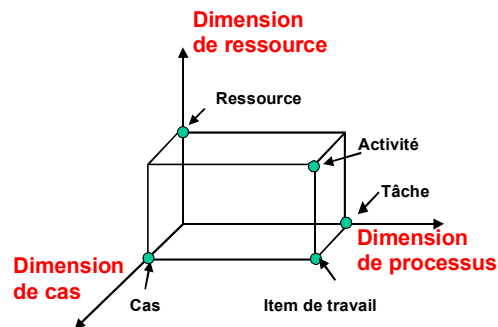 Dimension
de ressource
Ressource
Activité
Tâche
Dimension
de processus
Dimension
de cas
Cas
Item de travail